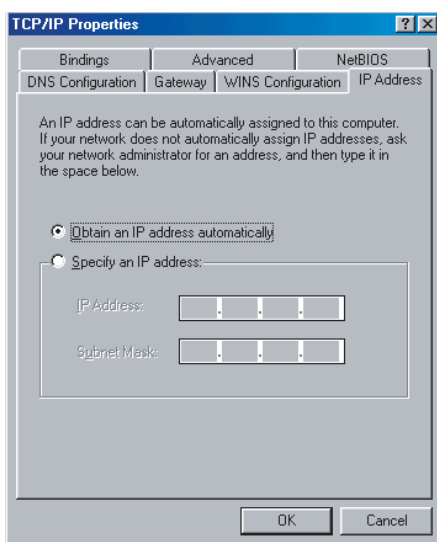 TCP/IP Properties
? X
Bindings Advanced NetBIOS
DNS Configuration Gateway WINS Configuration IP Address
An IP address can be automatically assigned to this computer.
If your network does not automatically assign IP addresses, ask
your network administrator for an address, and then type it in
the space below.
Obtain an IP address automatically
Specify an IP address:
IP Address:
. . .
Subnet Mask:
. . .
OK Cancel